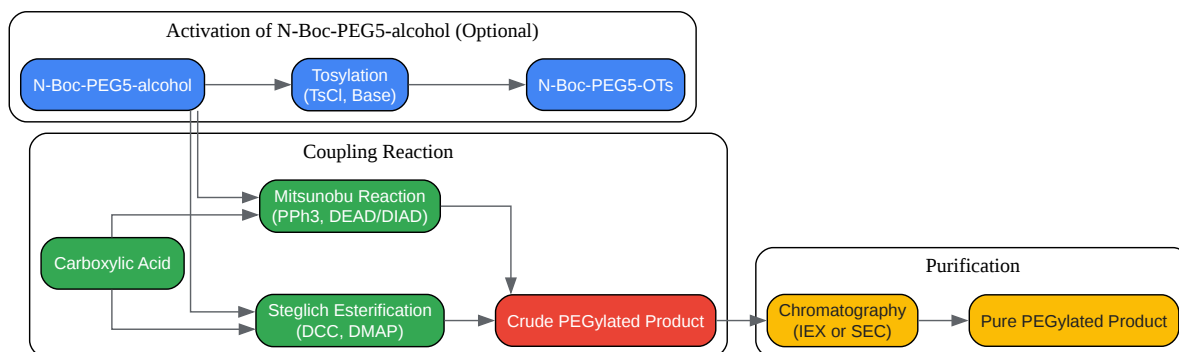 Activation of N-Boc-PEG5-alcohol (Optional)
N-Boc-PEG5-alcohol
Tosylation
(TsCl, Base)
N-Boc-PEG5-OTs
Coupling Reaction
Mitsunobu Reaction
(PPh3, DEAD/DIAD)
Carboxylic Acid
Steglich Esterification
(DCC, DMAP)
Crude PEGylated Product
Purification
Chromatography
(IEX or SEC)
Pure PEGylated Product